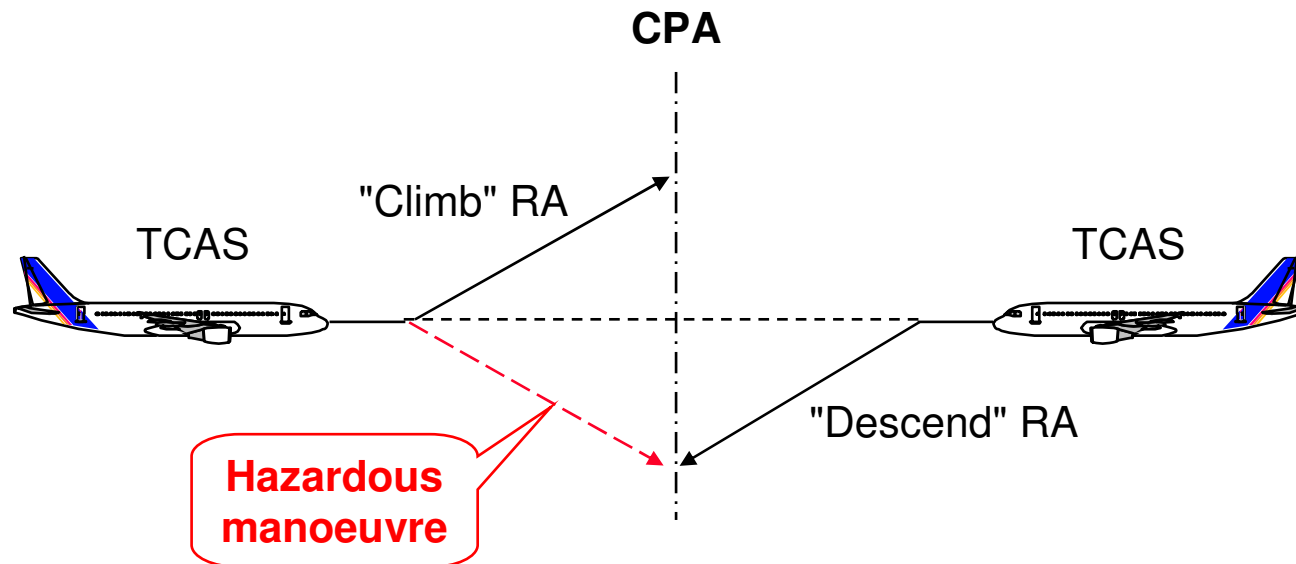 CPA
"Climb" RA
TCAS
TCAS
"Descend" RA
Hazardous
manoeuvre